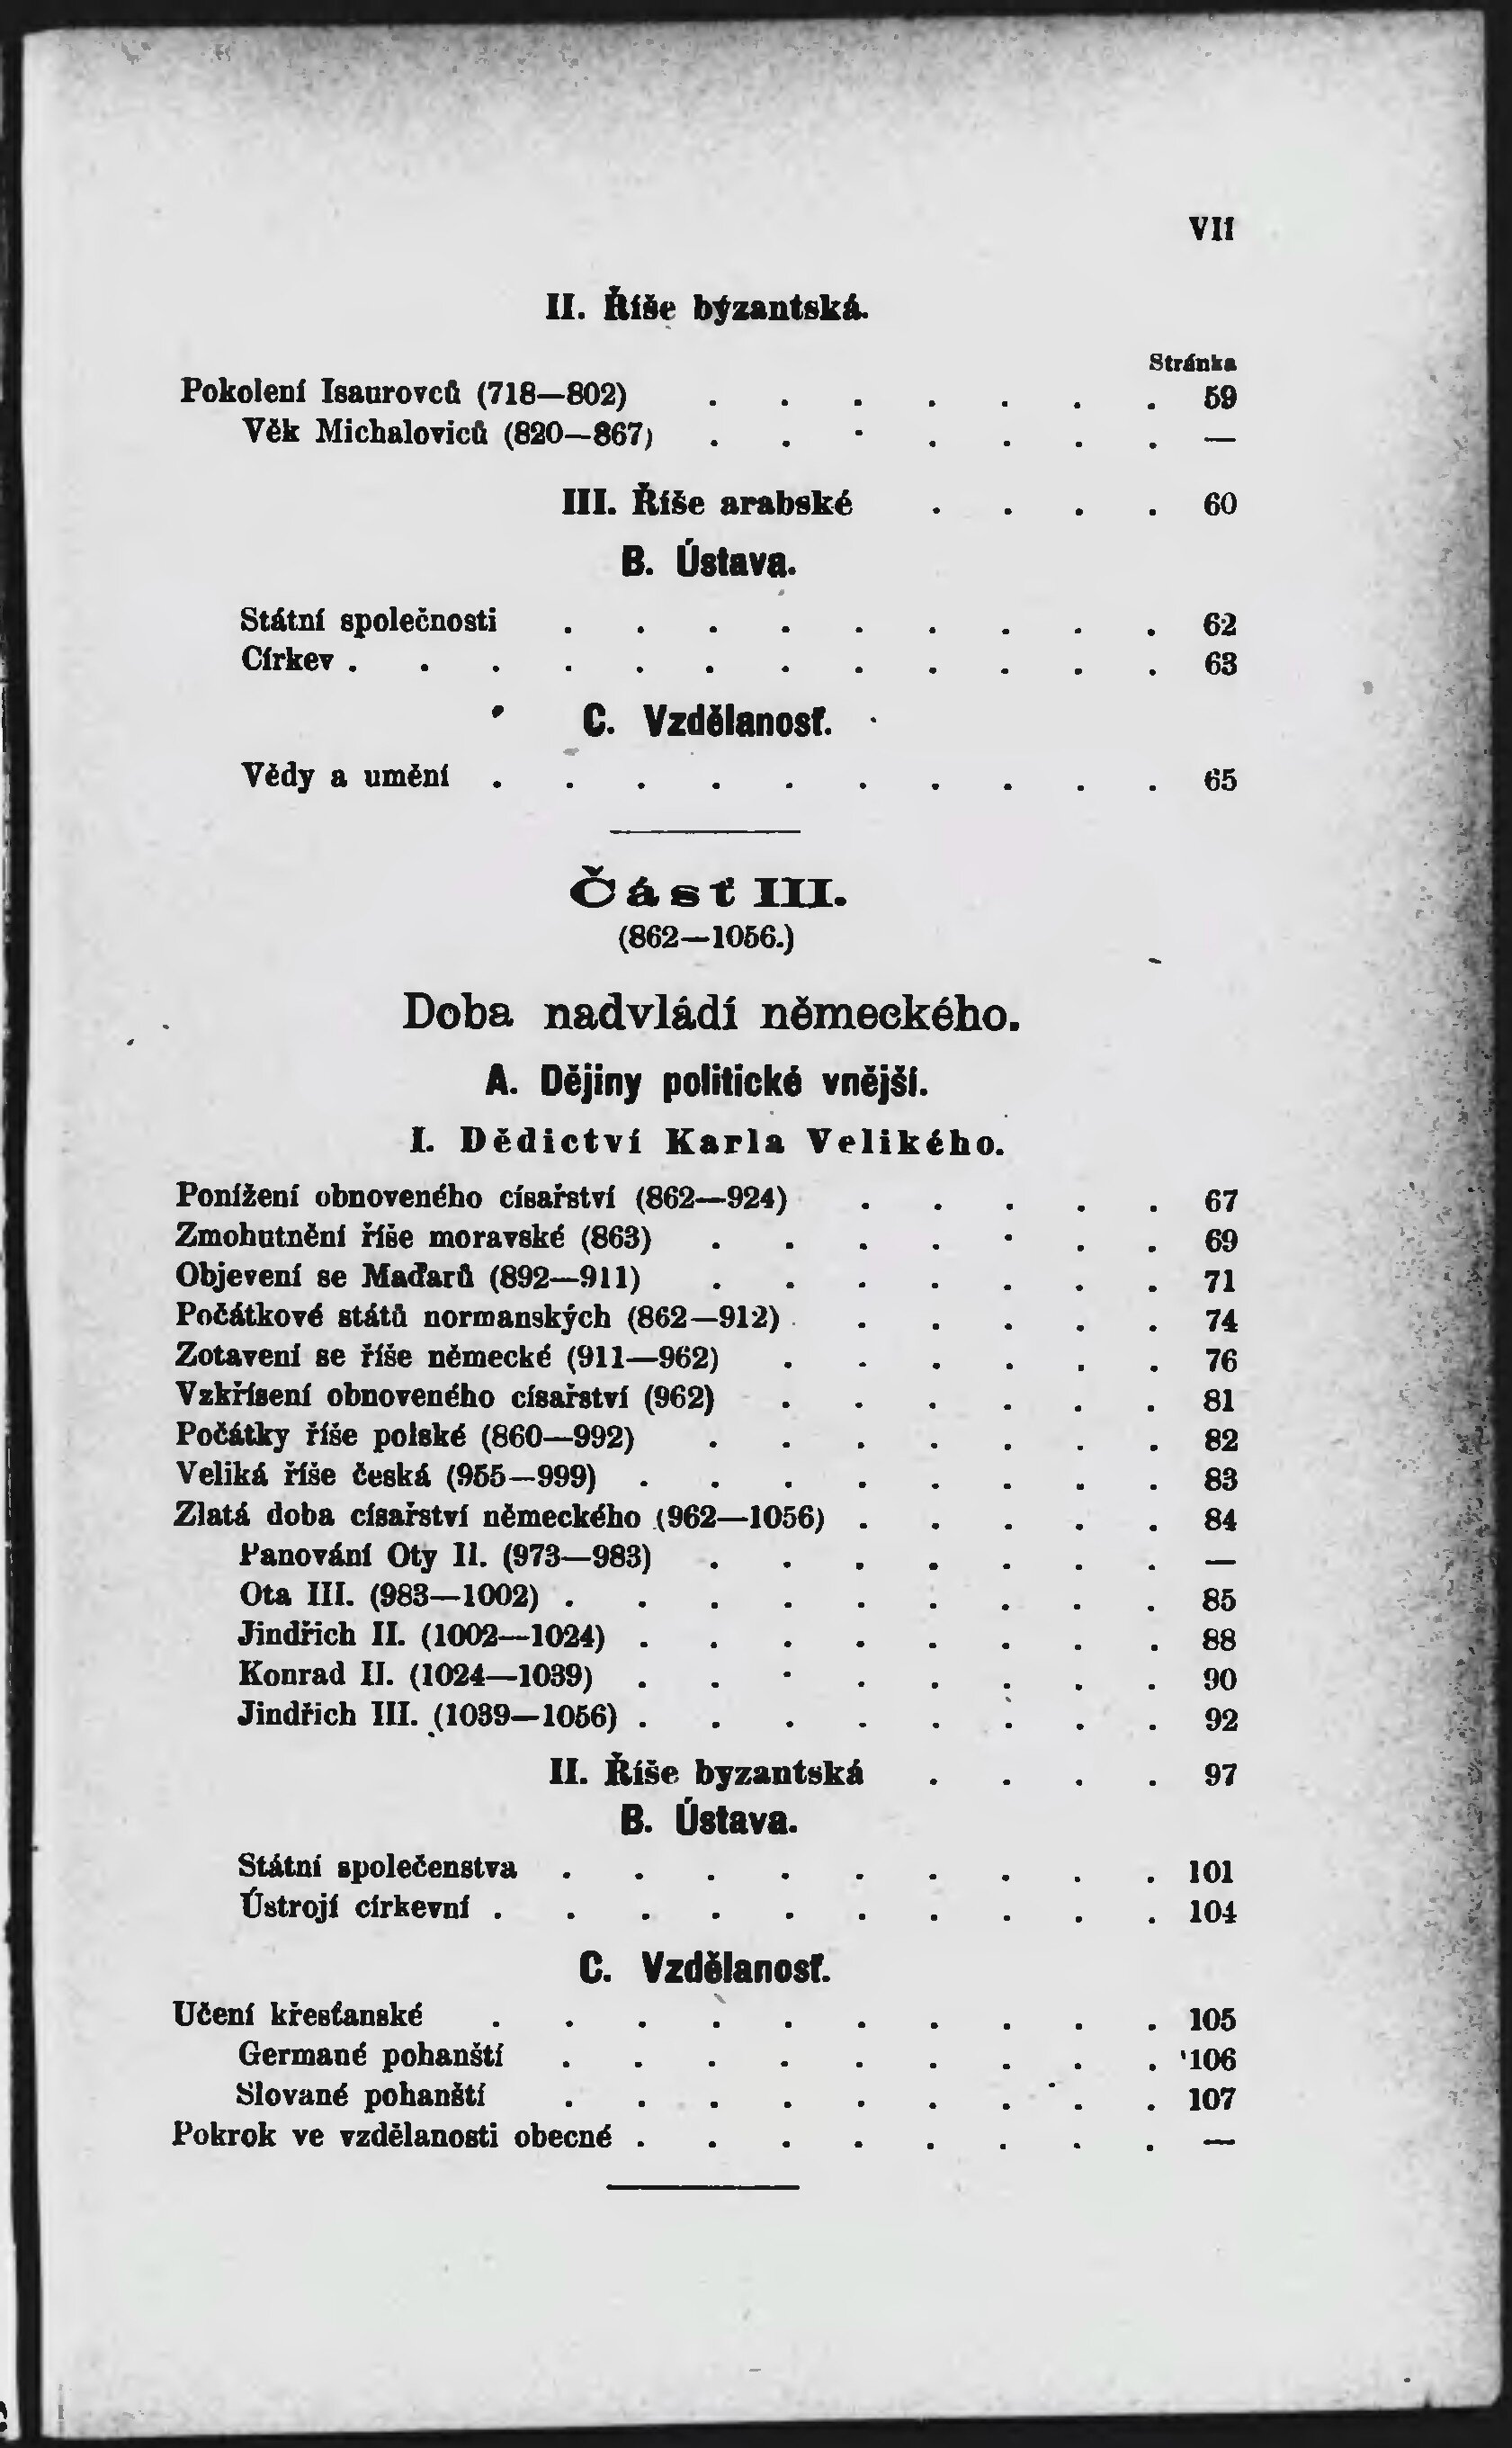 VII
II. Říše býzantská.
Stránka
Pokolení Isaurovců (718—802) . . . . . . . 59
Věk Michaloviců (820—867) . . . . . . . —
III. Říše arabské . . . . 60
B. Ústava.
Státní společnosti . . . . . . . . . 62
Církev . . . . . . . . . . . . 63
C. Vzdělanosť.
Vědy a umění . . . . . . . . . . 65
Čásť III.
(862—1056.)
Doba nadvládí německého.
A. Dějiny politické vnější.
I. Dědictví Karla Velikého.
Ponížení obnoveného císařství (862—924) . . . . . 67
Zmohutnění říše moravské (863) . . . . . . . 69
Objevení se Maďarů (892—911) . . . . . . . 71
Počátkové států normanských (862—912) . . . . . 74
Zotavení se říše německé (911—962) . . . . . . 76
Vzkřísení obnoveného císařství (962) . . . . . . 81
Počátky říše polské (860—992) . . . . . . . 82
Veliká říše česká (955—999) . . . . . . . . 83
Zlatá doba císařství německého (962—1056) . . . . . 84
Panování Oty II. (973—983) . . . . . . . —
Ota III. (983—1002) . . . . . . . . . 85
Jindřich II. (1002—1024) . . . . . . . . 88
Konrad II. (1024—1039) . . . . . . . . 90
Jindřich III. (1039—1056) . . . . . . . . 92
II. Říše byzantská . . . . 97
B. Ústava.
Státní společenstva . . . . . . . . . 101
Ústrojí církevní . . . . . . . . . . 104
C. Vzdělanosť.
Učení křesťanské . . . . . . . . . . 105
Germané pohanští . . . . . . . . . 106
Slované pohanští . . . . . . . . . 107
Pokrok ve vzdělanosti obecné . . . . . . . . —